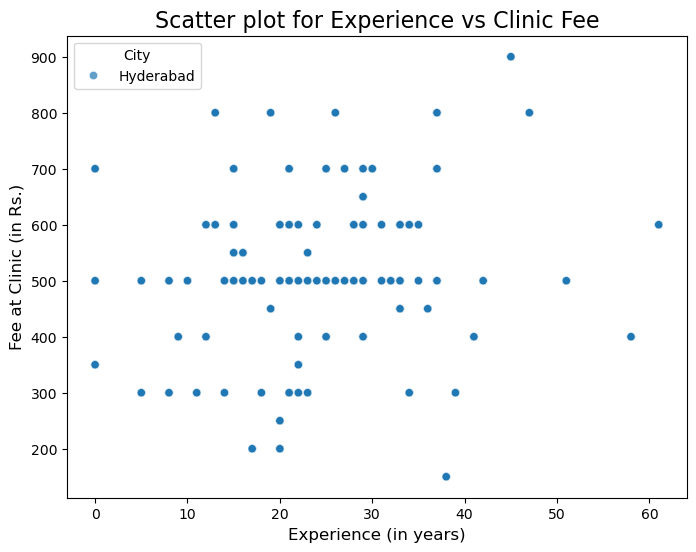 Scatter plot for Experience vs Clinic Fee
City
Hyderabad
900
800
700
600
500
400
300
200
Fee at Clinic (in Rs.)
0 10 20 30 40 50 60
Experience (in years)